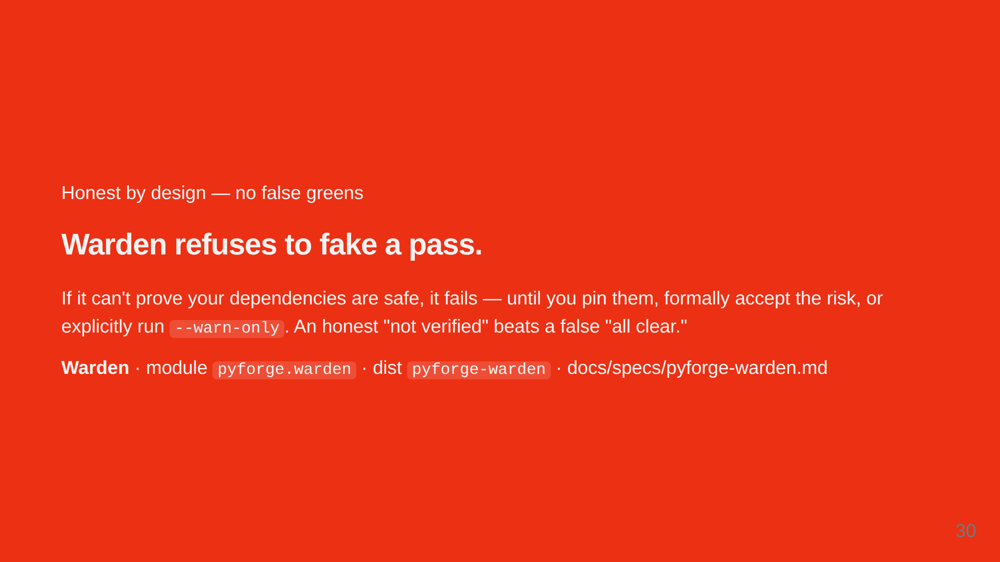 Honest by design — no false greens
Warden refuses to fake a pass.
If it can't prove your dependencies are safe, it fails — until you pin them, formally accept the risk, or
explicitly run --warn-only. An honest "not verified" beats a false "all clear."
Warden · module pyforge.warden · dist pyforge-warden · docs/specs/pyforge-warden.md
30